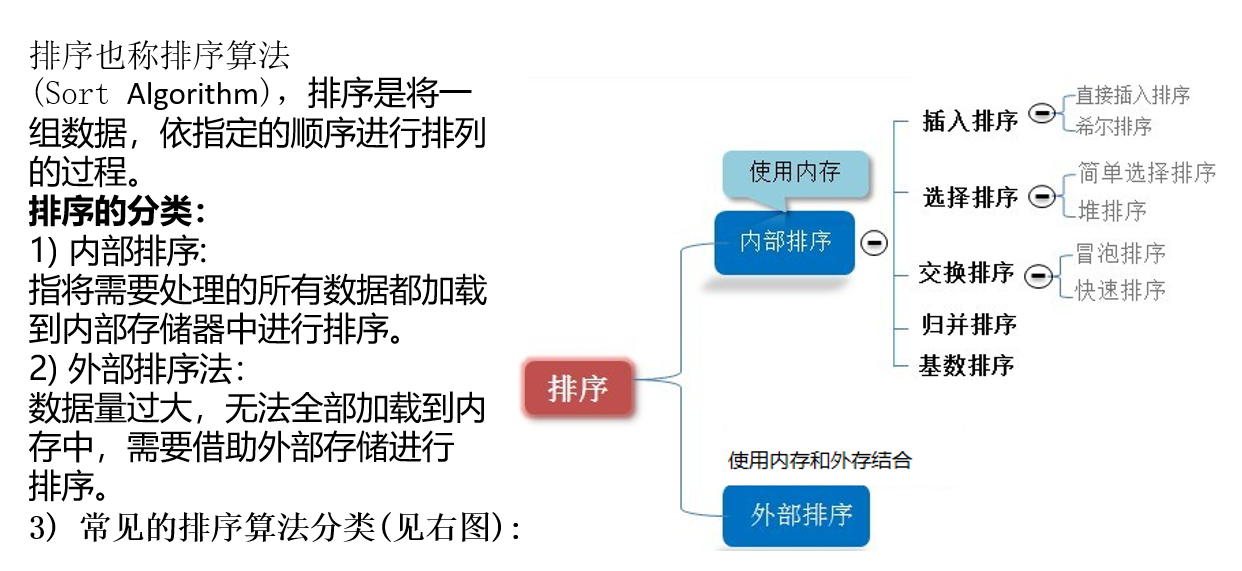 排序也称排序算法
(Sort Algorithm)，排序是将一
组数据，依指定的顺序进行排列
的过程。
排序的分类：
1) 内部排序:
指将需要处理的所有数据都加载
到内部存储器中进行排序。
2) 外部排序法：
数据量过大，无法全部加载到内
存中，需要借助外部存储进行
排序。
3) 常见的排序算法分类(见右图):
排序
使用内存
内部排序
插入排序
直接插入排序
希尔排序
选择排序
简单选择排序
堆排序
交换排序
冒泡排序
快速排序
归并排序
基数排序
使用内存和外存结合
外部排序